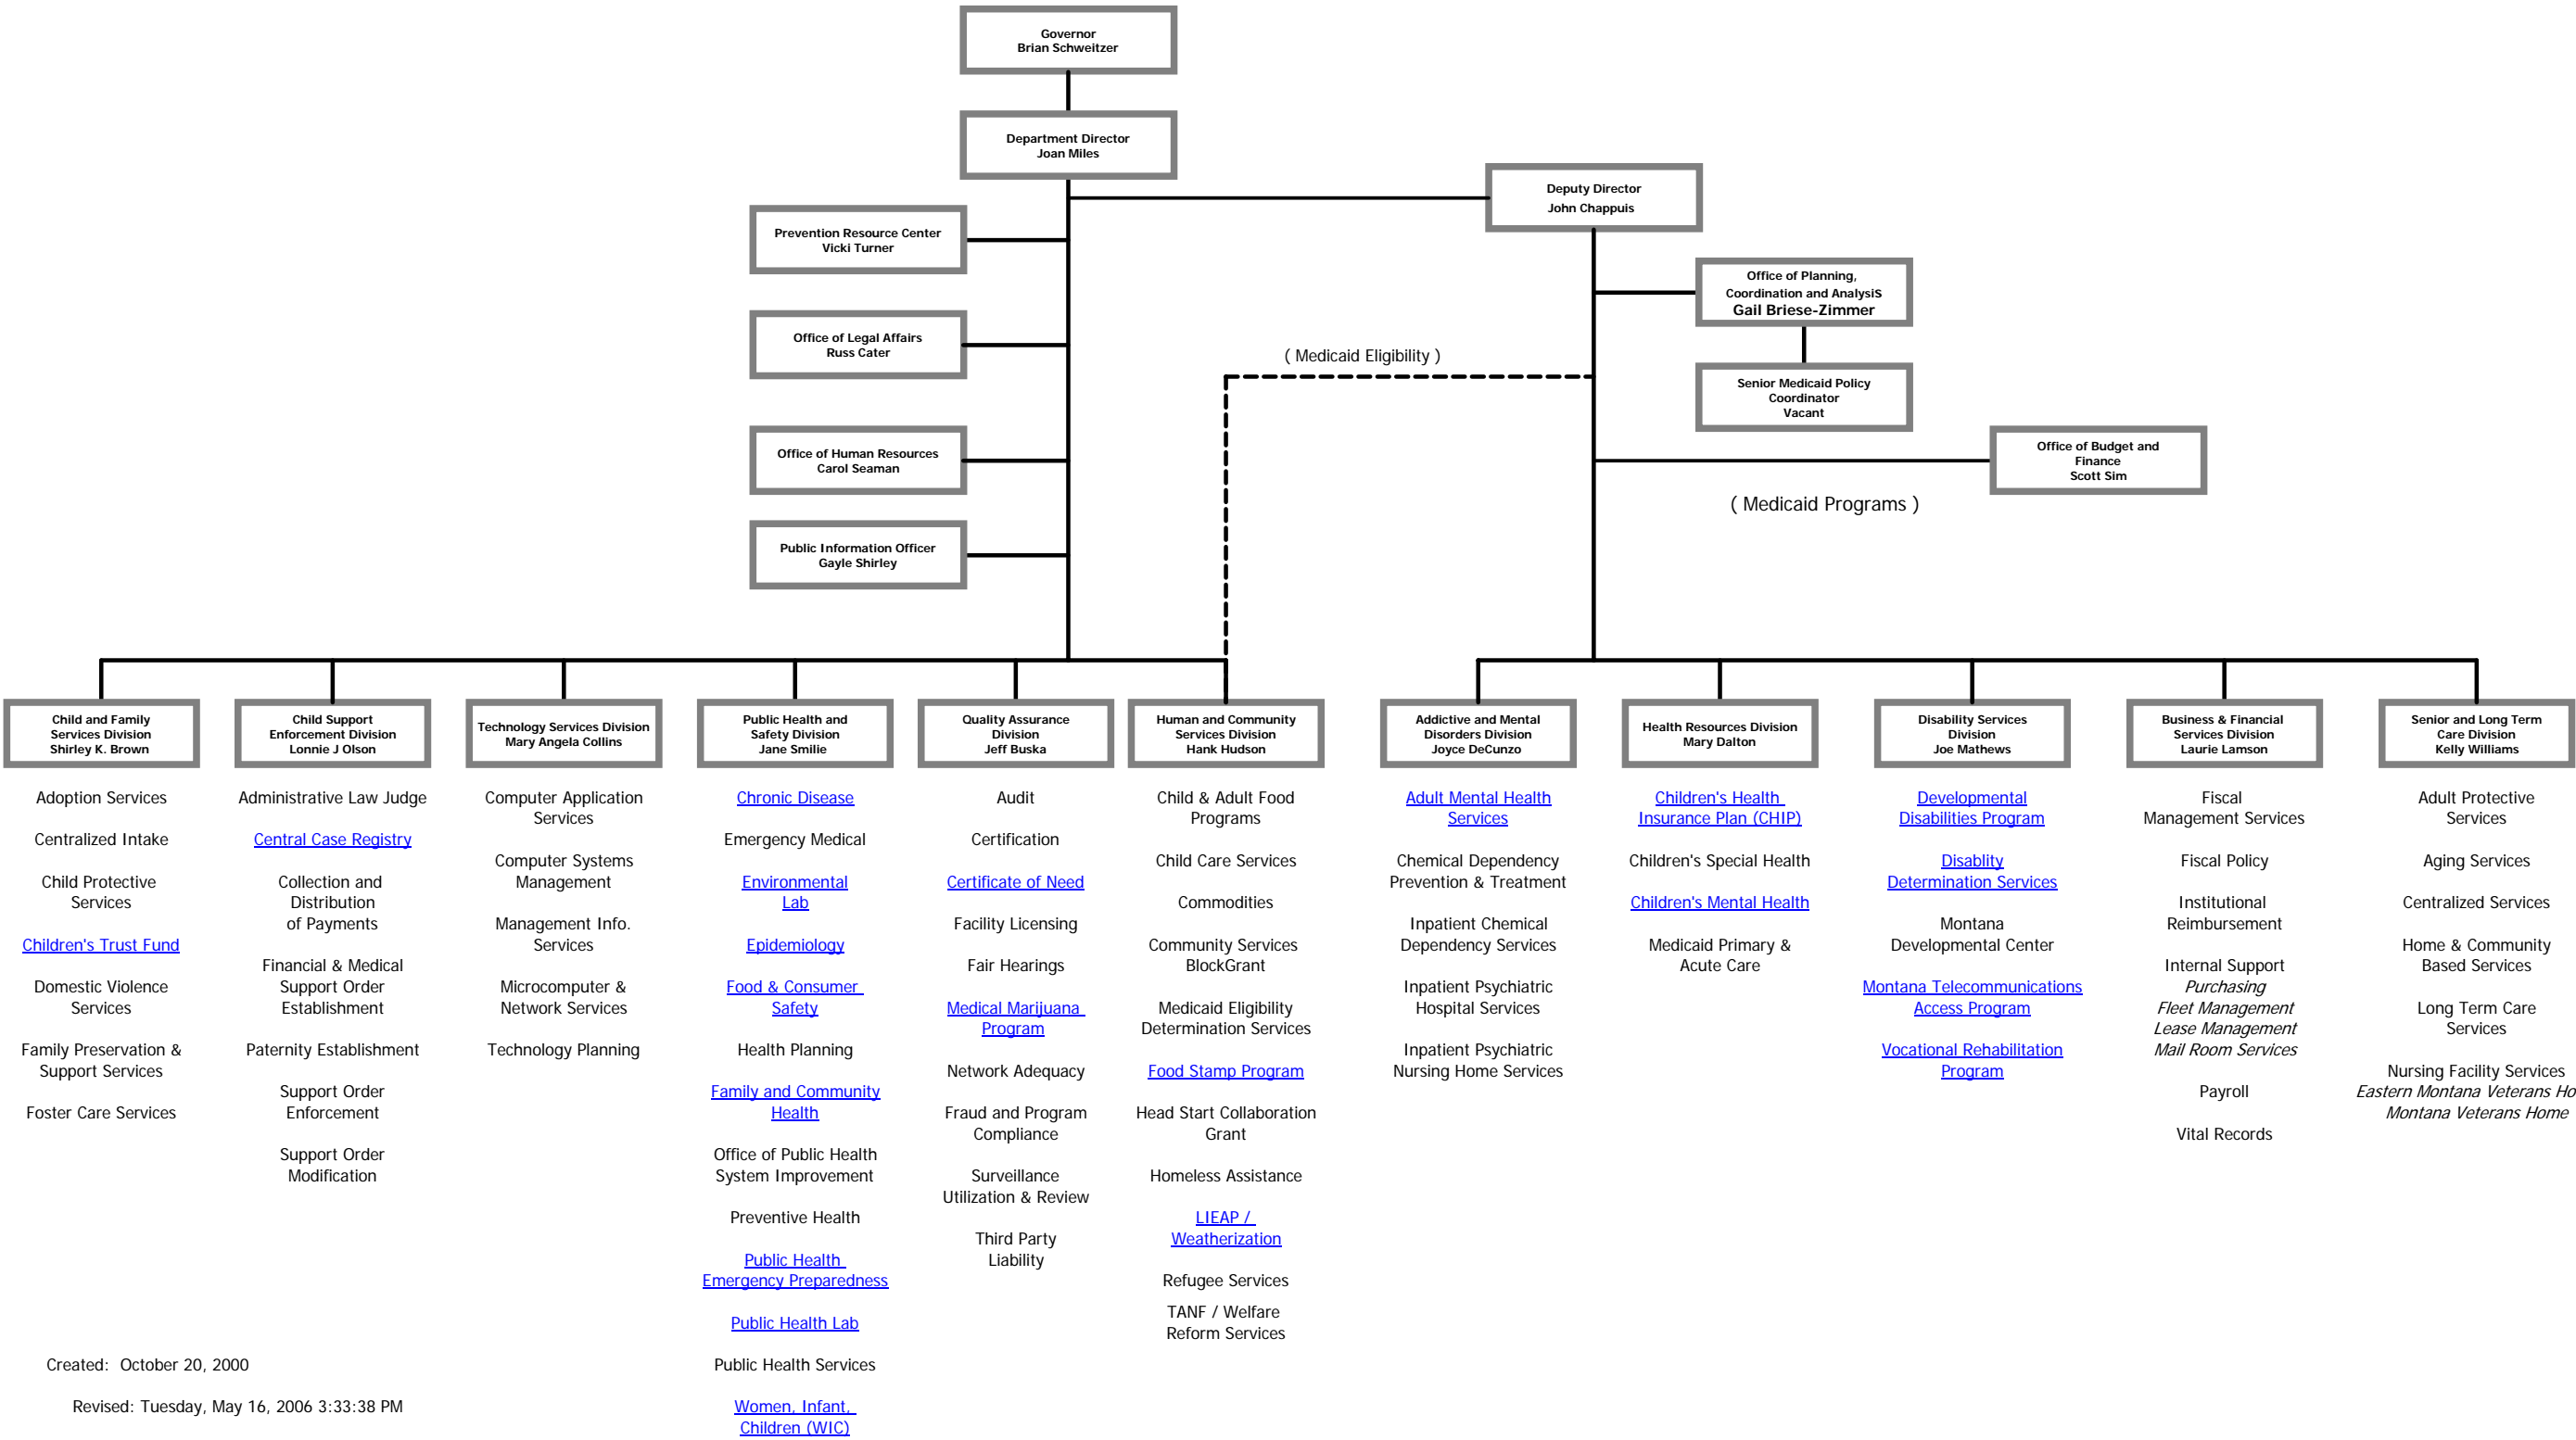 Governor
Brian Schweitzer
Department Director
Joan Miles
Deputy Director
John Chappuis
Prevention Resource Center
Vicki Turner
Office of Planning,
Coordination and Analysis
Gail Briese-Zimmer
Office of Legal Affairs
Russ Cater
( Medicaid Eligibility )
Senior Medicaid Policy
Coordinator
Vacant
Office of Human Resources
Carol Seaman
Office of Budget and
Finance
Scott Sim
( Medicaid Programs )
Public Information Officer
Gayle Shirley
Child and Family
Services Division
Shirley K. Brown
Adoption Services
Centralized Intake
Child Protective
Services
Children's Trust Fund
Domestic Violence
Services
Family Preservation &
Support Services
Foster Care Services
Child Support
Enforcement Division
Lonnie J Olson
Administrative Law Judge
Central Case Registry
Collection and
Distribution
of Payments
Financial & Medical
Support Order
Establishment
Paternity Establishment
Support Order
Enforcement
Support Order
Modification
Technology Services Division
Mary Angela Collins
Computer Application
Services
Computer Systems
Management
Management Info.
Services
Microcomputer &
Network Services
Technology Planning
Public Health and
Safety Division
Jane Smilie
Chronic Disease
Emergency Medical
Environmental
Lab
Epidemiology
Food & Consumer
Safety
Health Planning
Family and Community
Health
Office of Public Health
System Improvement
Preventive Health
Public Health
Emergency Preparedness
Public Health Lab
Public Health Services
Women, Infant,
Children (WIC)
Quality Assurance
Division
Jeff Buska
Audit
Certification
Certificate of Need
Facility Licensing
Fair Hearings
Medical Marijuana
Program
Network Adequacy
Fraud and Program
Compliance
Surveillance
Utilization & Review
Third Party
Liability
Human and Community
Services Division
Hank Hudson
Child & Adult Food
Programs
Child Care Services
Commodities
Community Services
BlockGrant
Medicaid Eligibility
Determination Services
Food Stamp Program
Head Start Collaboration
Grant
Homeless Assistance
LIEAP /
Weatherization
Refugee Services
TANF / Welfare
Reform Services
Addictive and Mental
Disorders Division
Joyce DeCunzo
Adult Mental Health
Services
Chemical Dependency
Prevention & Treatment
Inpatient Chemical
Dependency Services
Inpatient Psychiatric
Hospital Services
Inpatient Psychiatric
Nursing Home Services
Health Resources Division
Mary Dalton
Children's Health
Insurance Plan (CHIP)
Children's Special Health
Children's Mental Health
Medicaid Primary &
Acute Care
Disability Services
Division
Joe Mathews
Developmental
Disabilities Program
Disablity
Determination Services
Montana
Developmental Center
Montana Telecommunications
Access Program
Vocational Rehabilitation
Program
Business & Financial
Services Division
Laurie Lamson
Fiscal
Management Services
Fiscal Policy
Institutional
Reimbursement
Internal Support
Purchasing
Fleet Management
Lease Management
Mail Room Services
Payroll
Vital Records
Senior and Long Term
Care Division
Kelly Williams
Adult Protective
Services
Aging Services
Centralized Services
Home & Community
Based Services
Long Term Care
Services
Nursing Facility Services
Eastern Montana Veterans Ho
Montana Veterans Home
Created: October 20, 2000
Revised: Tuesday, May 16, 2006 3:33:38 PM